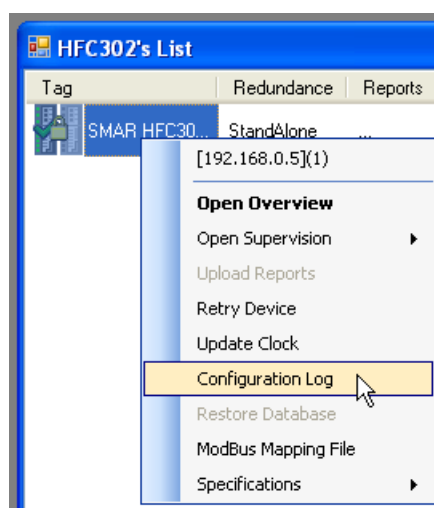 HFC302's List
Tag Redundance Reports
SMAR HFC30... StandAlone ...
[192.168.0.5](1)
Open Overview
Open Supervision
Upload Reports
Retry Device
Update Clock
Configuration Log
Restore Database
ModBus Mapping File
Specifications